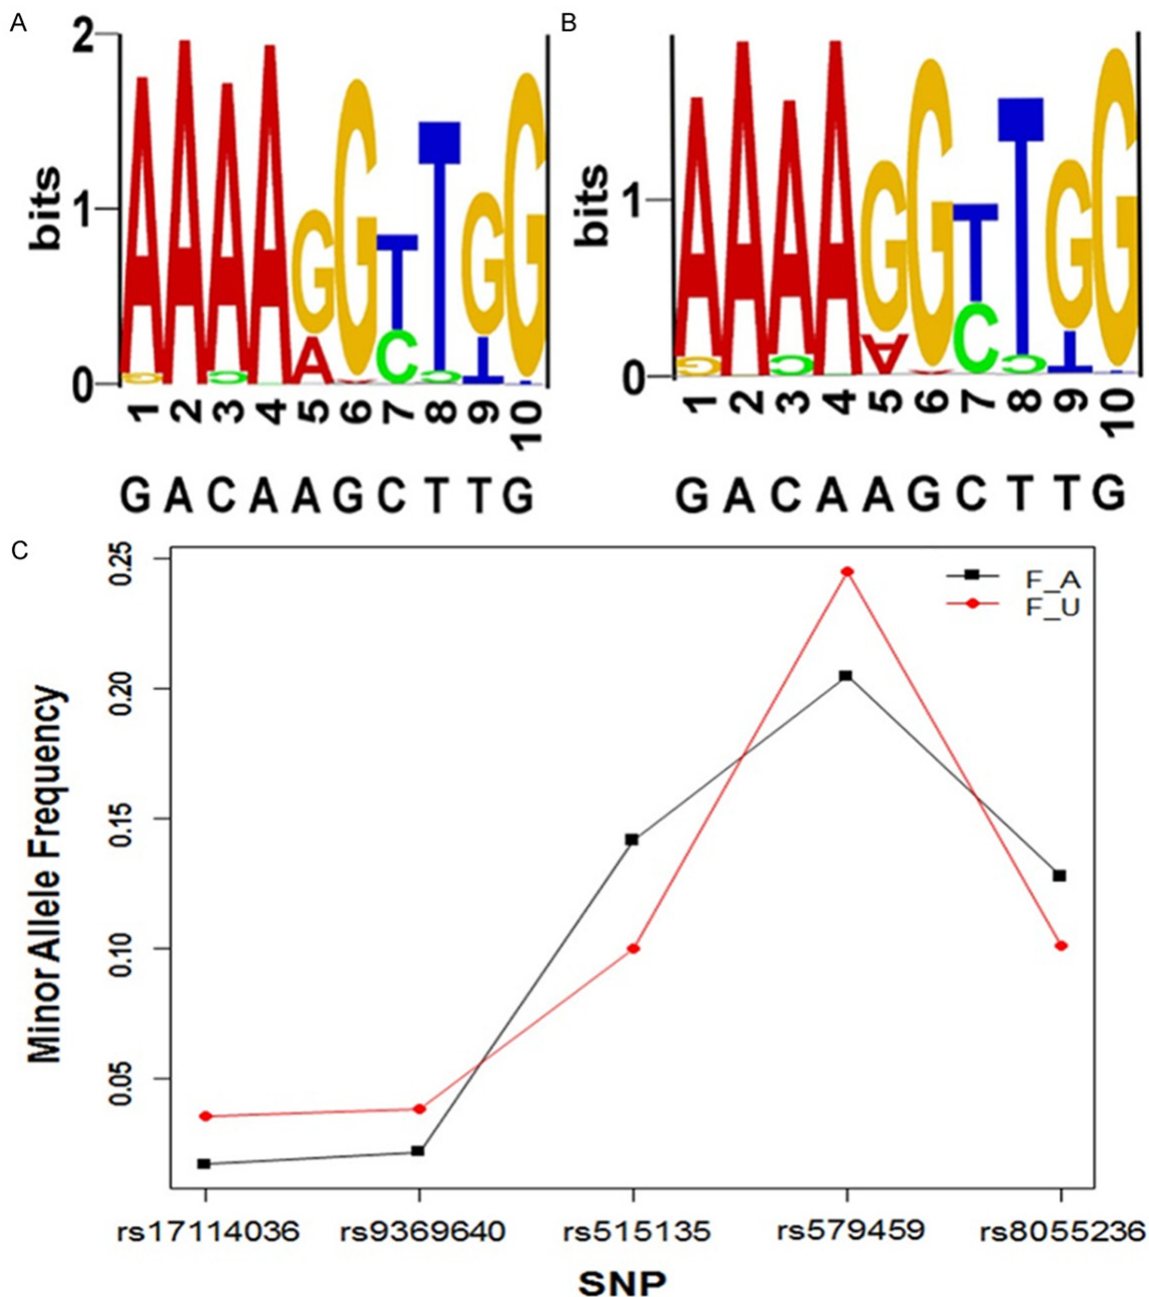 A
B
2
1
0
bits
1 2 3 4 5 6 7 8 9 10
G A C A A G C T T G
1
0
bits
1 2 3 4 5 6 7 8 9 10
G A C A A G C T T G
C
0.25
0.20
0.15
0.10
0.05
Minor Allele Frequency
F_A
F_U
rs17114036 rs9369640 rs515135 rs579459 rs8055236
SNP